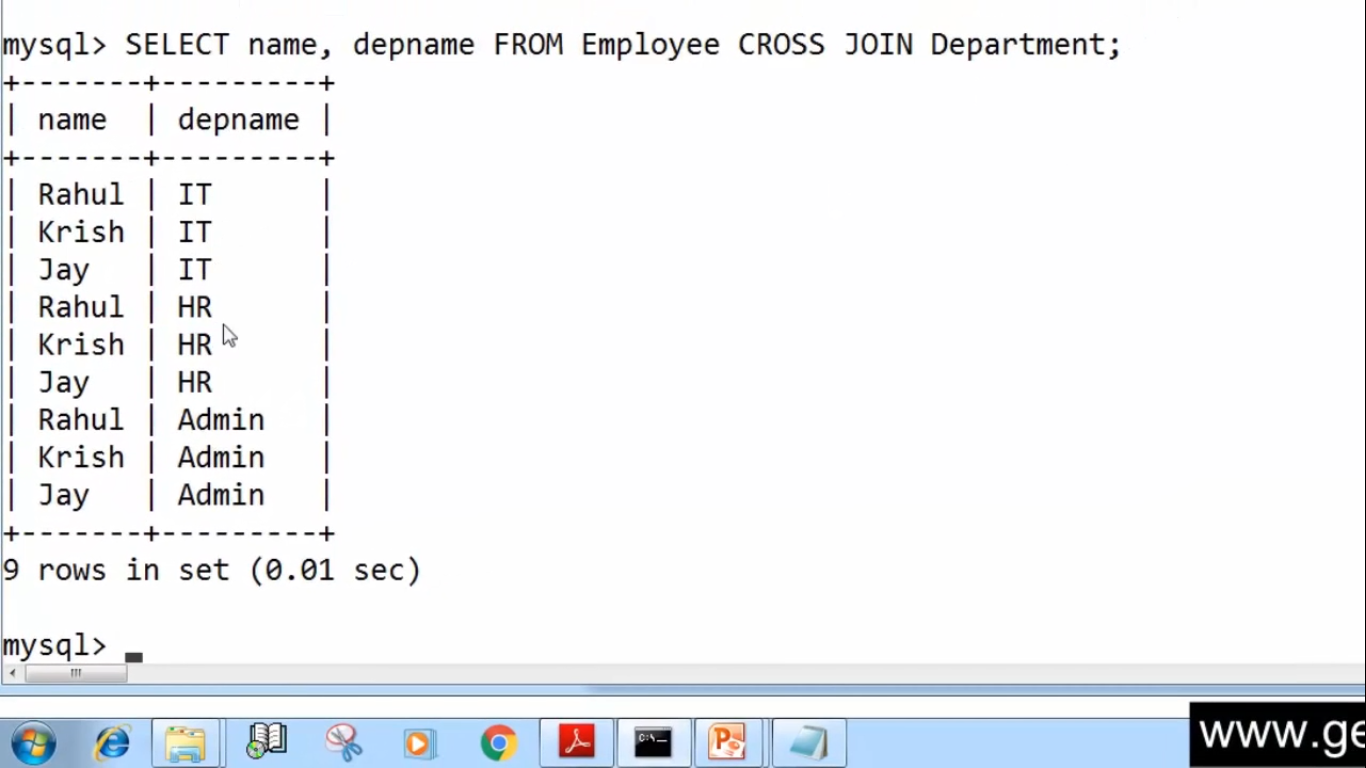 mysql> SELECT name, depname FROM Employee CROSS JOIN Department;
+-------+---------+
| name  | depname |
+-------+---------+
| Rahul | IT      |
| Krish | IT      |
| Jay   | IT      |
| Rahul | HR      |
| Krish | HR      |
| Jay   | HR      |
| Rahul | Admin   |
| Krish | Admin   |
| Jay   | Admin   |
+-------+---------+
9 rows in set (0.01 sec)
mysql>
C:\_
www.ge